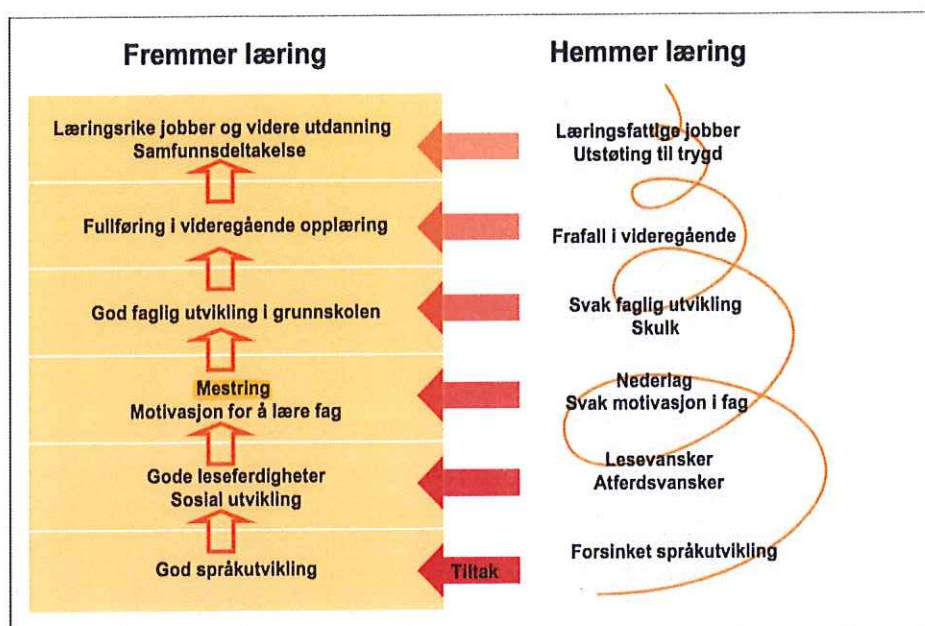 Fremmer læring
Hemmer læring
Læringsrike jobber og videre utdanning
Samfunnsdeltakelse
Læringsfattige jobber
Utstøting til trygd
Fullføring i videregående opplæring
Frafall i videregående
God faglig utvikling i grunnskolen
Svak faglig utvikling
Skulk
Mestring
Motivasjon for å lære fag
Nederlag
Svak motivasjon i fag
Gode leseferdigheter
Sosial utvikling
Lesevansker
Atferdsvansker
God språkutvikling
Tiltak
Forsinket språkutvikling